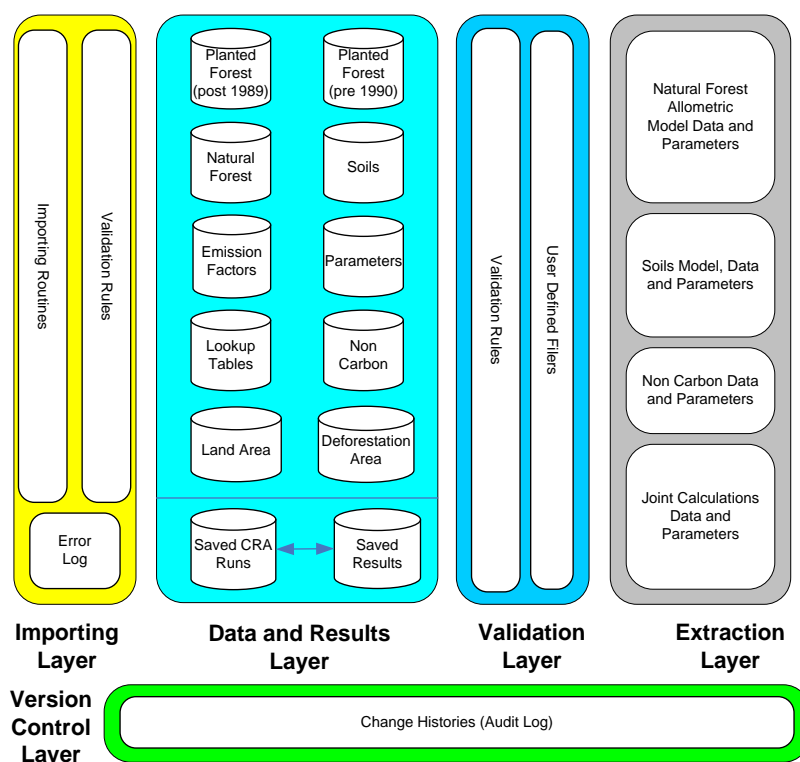 Importing Routines
Validation Rules
Error
Log
Planted
Forest
(post 1989)
Planted
Forest
(pre 1990)
Natural
Forest
Soils
Emission
Factors
Parameters
Lookup
Tables
Non
Carbon
Land Area
Deforestation
Area
Saved CRA
Runs
Saved
Results
Validation Rules
User Defined Filers
Natural Forest
Allometric
Model Data and
Parameters
Soils Model, Data
and Parameters
Non Carbon Data
and Parameters
Joint Calculations
Data and
Parameters
Importing
Layer
Data and Results
Layer
Validation
Layer
Extraction
Layer
Version
Control
Layer
Change Histories (Audit Log)